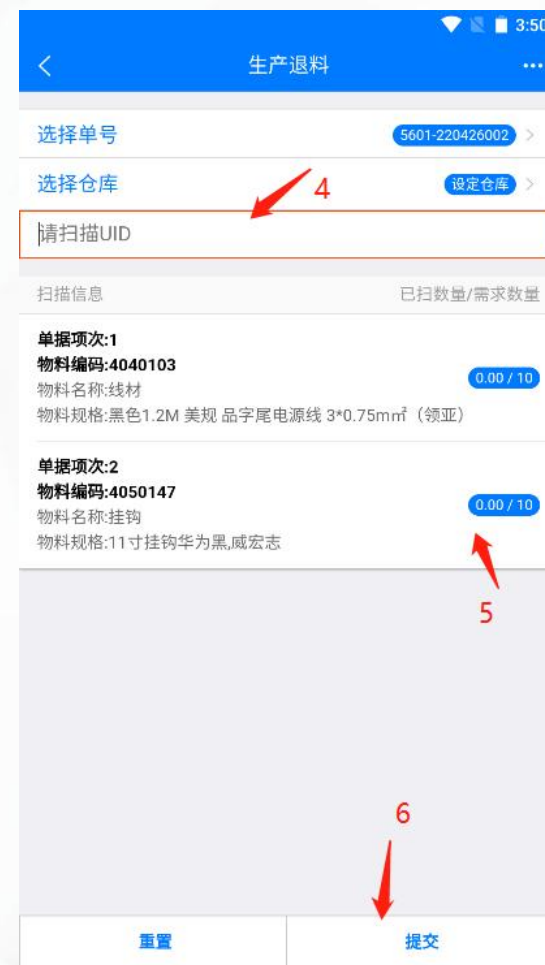 3:50
生产退料
选择单号 5601-220426002
选择仓库 设定仓库
4
请扫描UID
扫描信息 已扫数量/需求数量
单据项次:1
物料编码:4040103
0.00 / 10
物料名称:线材
物料规格:黑色1.2M 美规 品字尾电源线 3*0.75mm²（领亚）
单据项次:2
物料编码:4050147
0.00 / 10
物料名称:挂钩
物料规格:11寸挂钩华为黑,威宏志
5
6
重置 提交